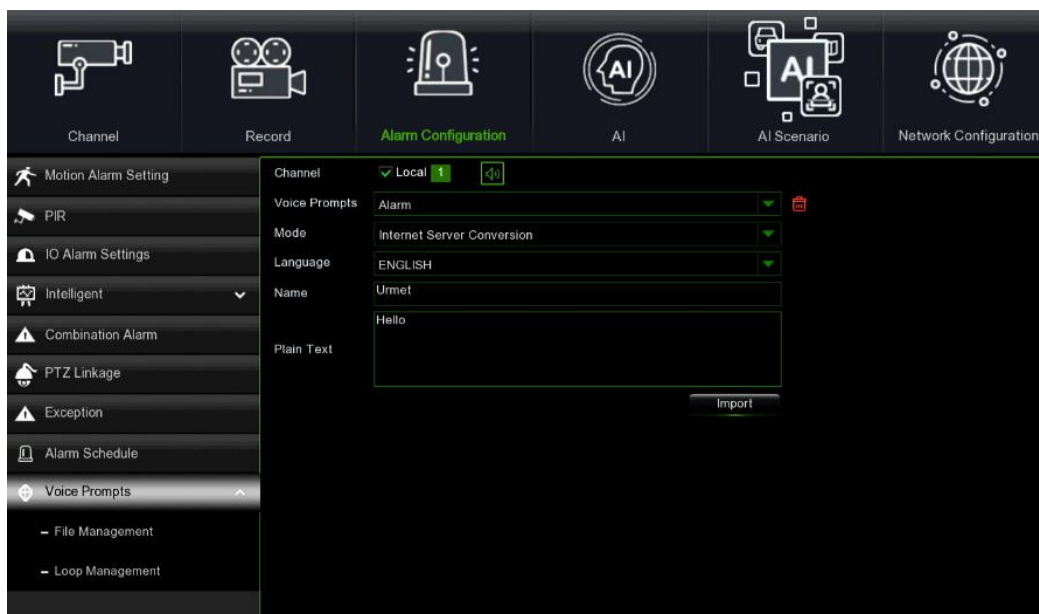 Channel
Record
Alarm Configuration
AI
AI
AI
AI Scenario
Network Configuration
Motion Alarm Setting
PIR
IO Alarm Settings
Intelligent
Combination Alarm
PTZ Linkage
Exception
Alarm Schedule
Voice Prompts
File Management
Loop Management
Channel Local 1
Voice Prompts Alarm
Mode Internet Server Conversion
Language ENGLISH
Name Urmet
Plain Text Hello
Import